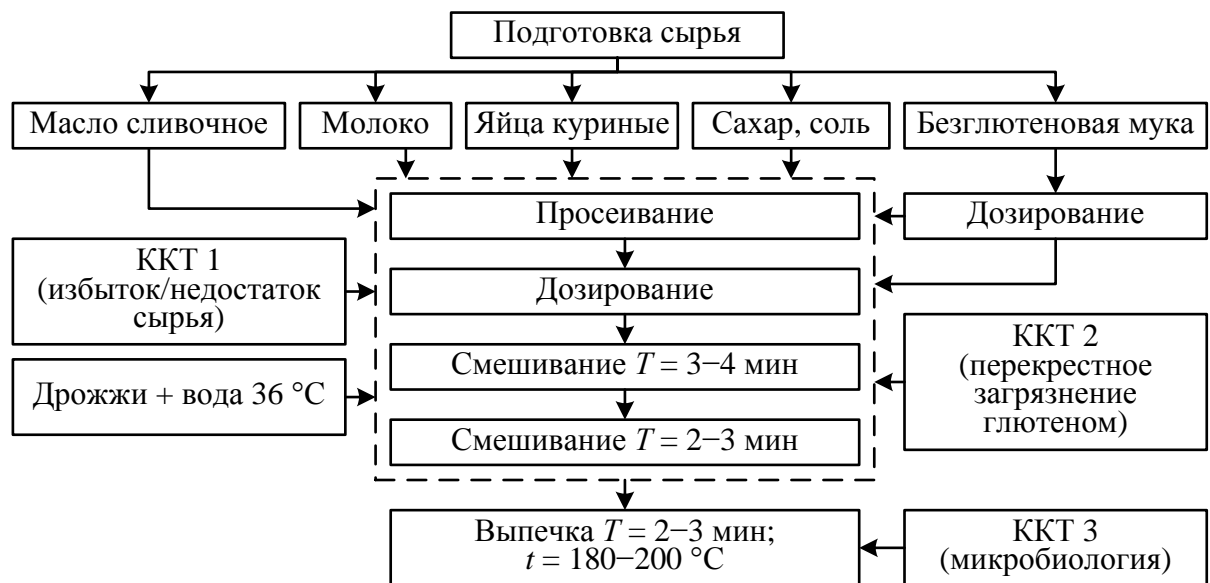 Подготовка сырья
Масло сливочное
Молоко
Яйца куриные
Сахар, соль
Безглютеновая мука
Просеивание
Дозирование
ККТ 1
(избыток/недостаток
сырья)
Дозирование
Смешивание T = 3−4 мин
ККТ 2
(перекрестное
загрязнение
глютеном)
Дрожжи + вода 36 °C
Смешивание T = 2−3 мин
Выпечка T = 2−3 мин;
t = 180−200 °C
ККТ 3
(микробиология)